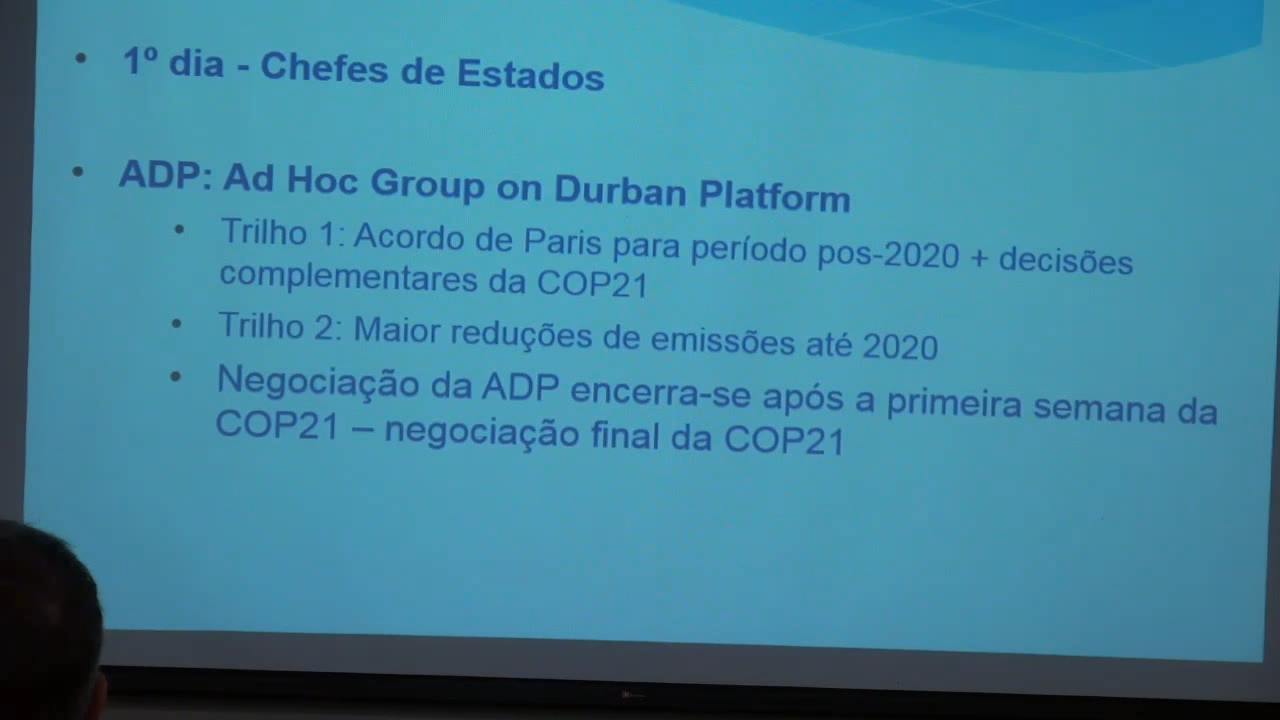 • 1º dia - Chefes de Estados
• ADP: Ad Hoc Group on Durban Platform
• Trilho 1: Acordo de Paris para período pos-2020 + decisões
complementares da COP21
• Trilho 2: Maior reduções de emissões até 2020
• Negociação da ADP encerra-se após a primeira semana da
COP21 – negociação final da COP21